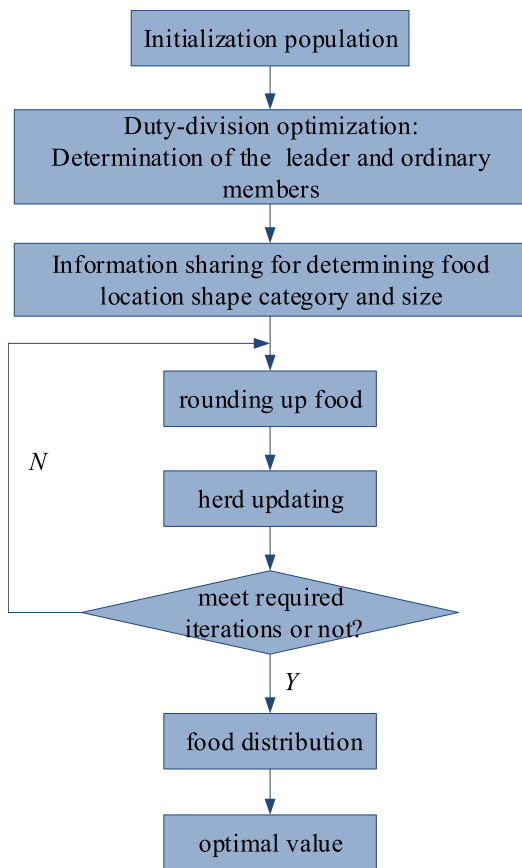 Initialization population
Duty-division optimization:
Determination of the leader and ordinary
members
Information sharing for determining food
location shape category and size
rounding up food
N
herd updating
meet required
iterations or not?
Y
food distribution
optimal value